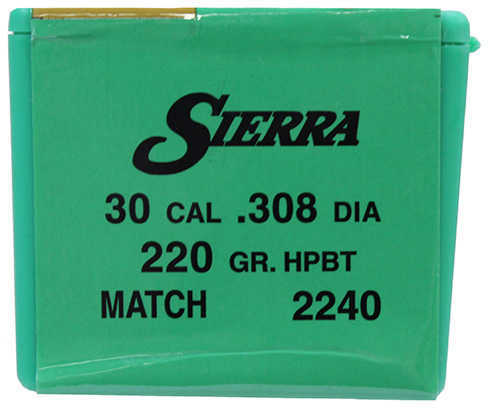 SIERRA
30 CAL .308 DIA
220 GR. HPBT
MATCH 2240